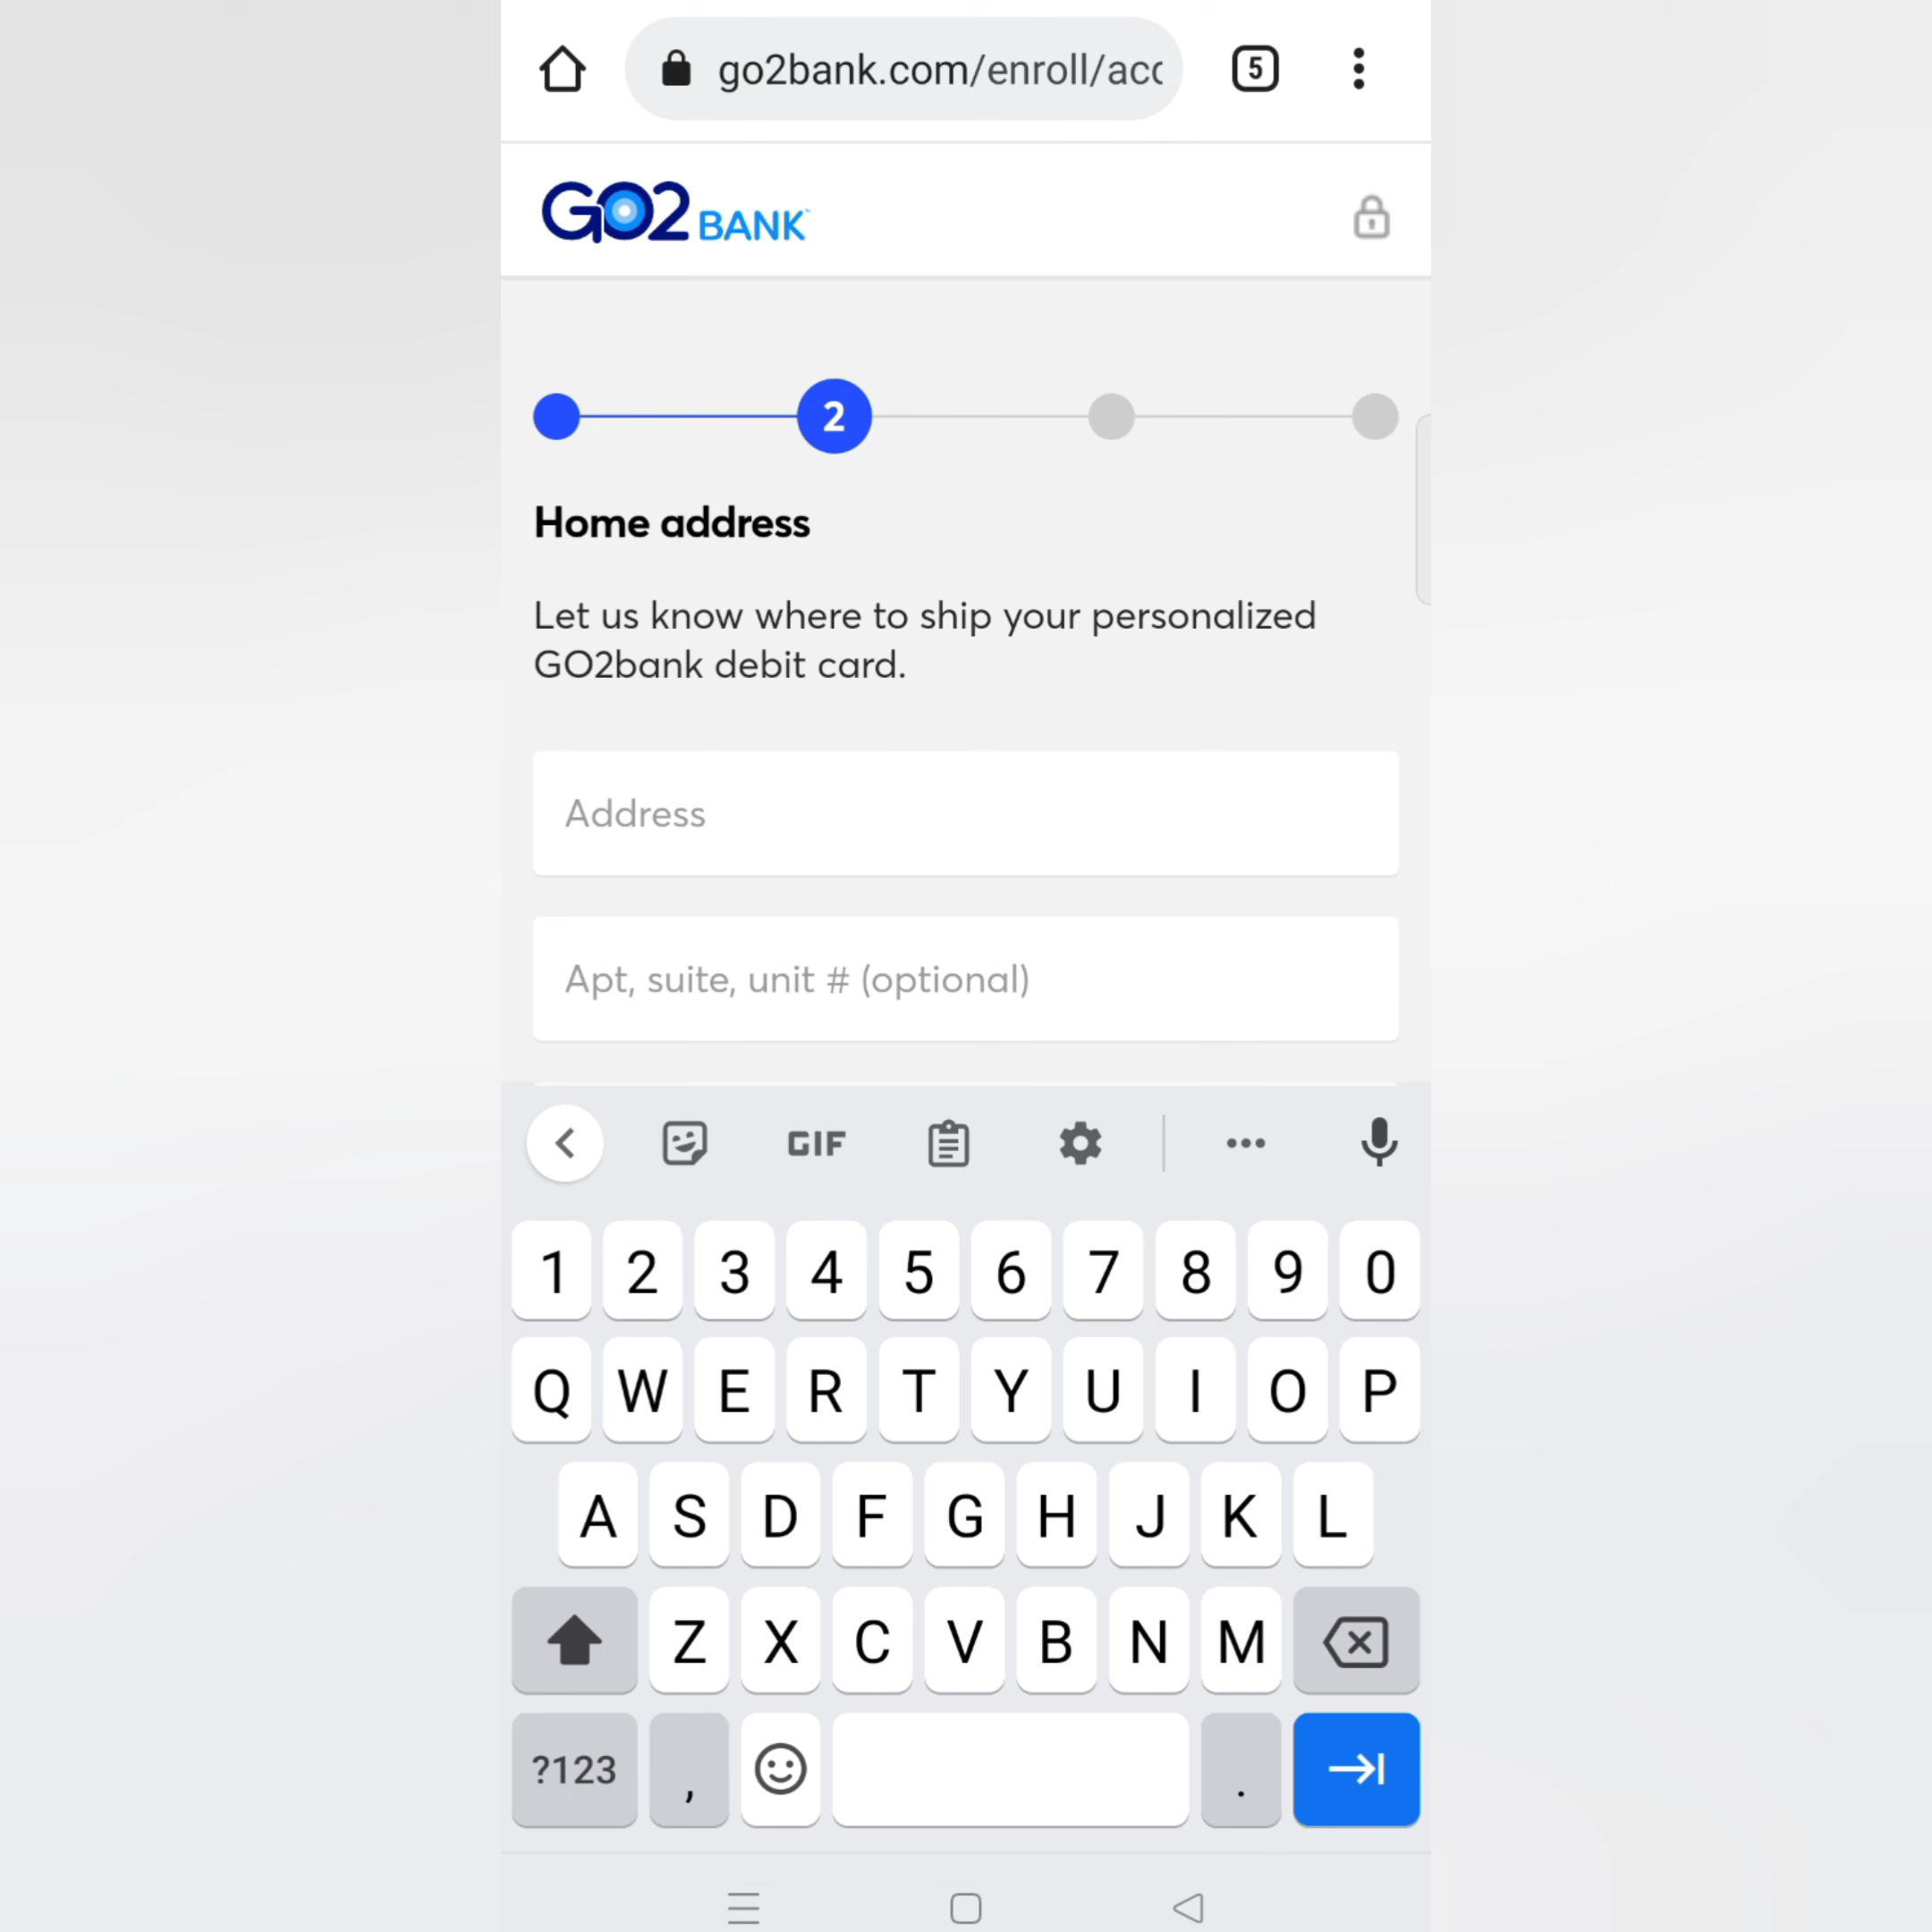 go2bank.com/enroll/acc
5
GO2 BANK
2
Home address
Let us know where to ship your personalized
GO2bank debit card.
Address
Apt, suite, unit # (optional)
GIF
1 2 3 4 5 6 7 8 9 0
Q W E R T Y U I O P
A S D F G H J K L
Z X C V B N M
?123 , .